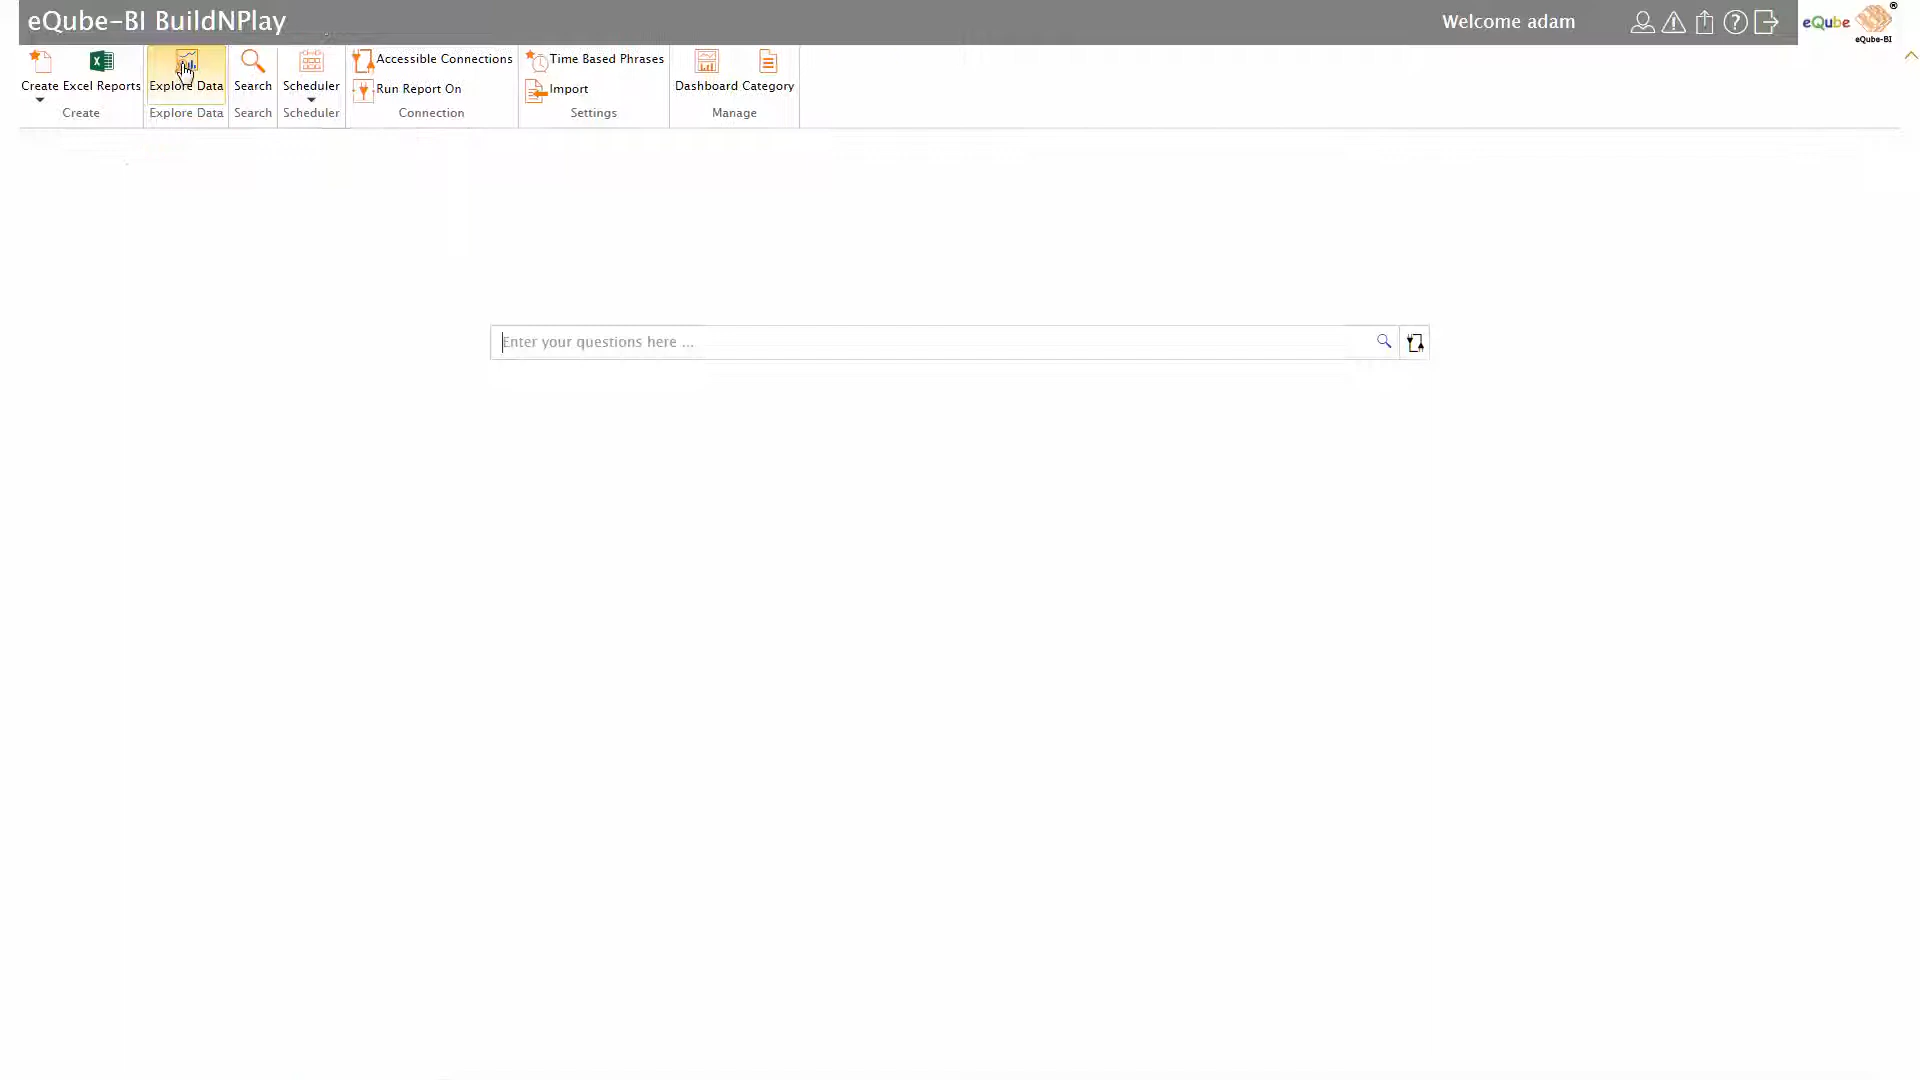 eQube-BI BuildNPlay
Welcome adam
eQube
®
eQube-BI
Create Excel Reports
Explore Data
Search
Scheduler
Accessible Connections
Run Report On
Time Based Phrases
Import
Dashboard Category
Create
Explore Data
Search
Scheduler
Connection
Settings
Manage
Enter your questions here ...